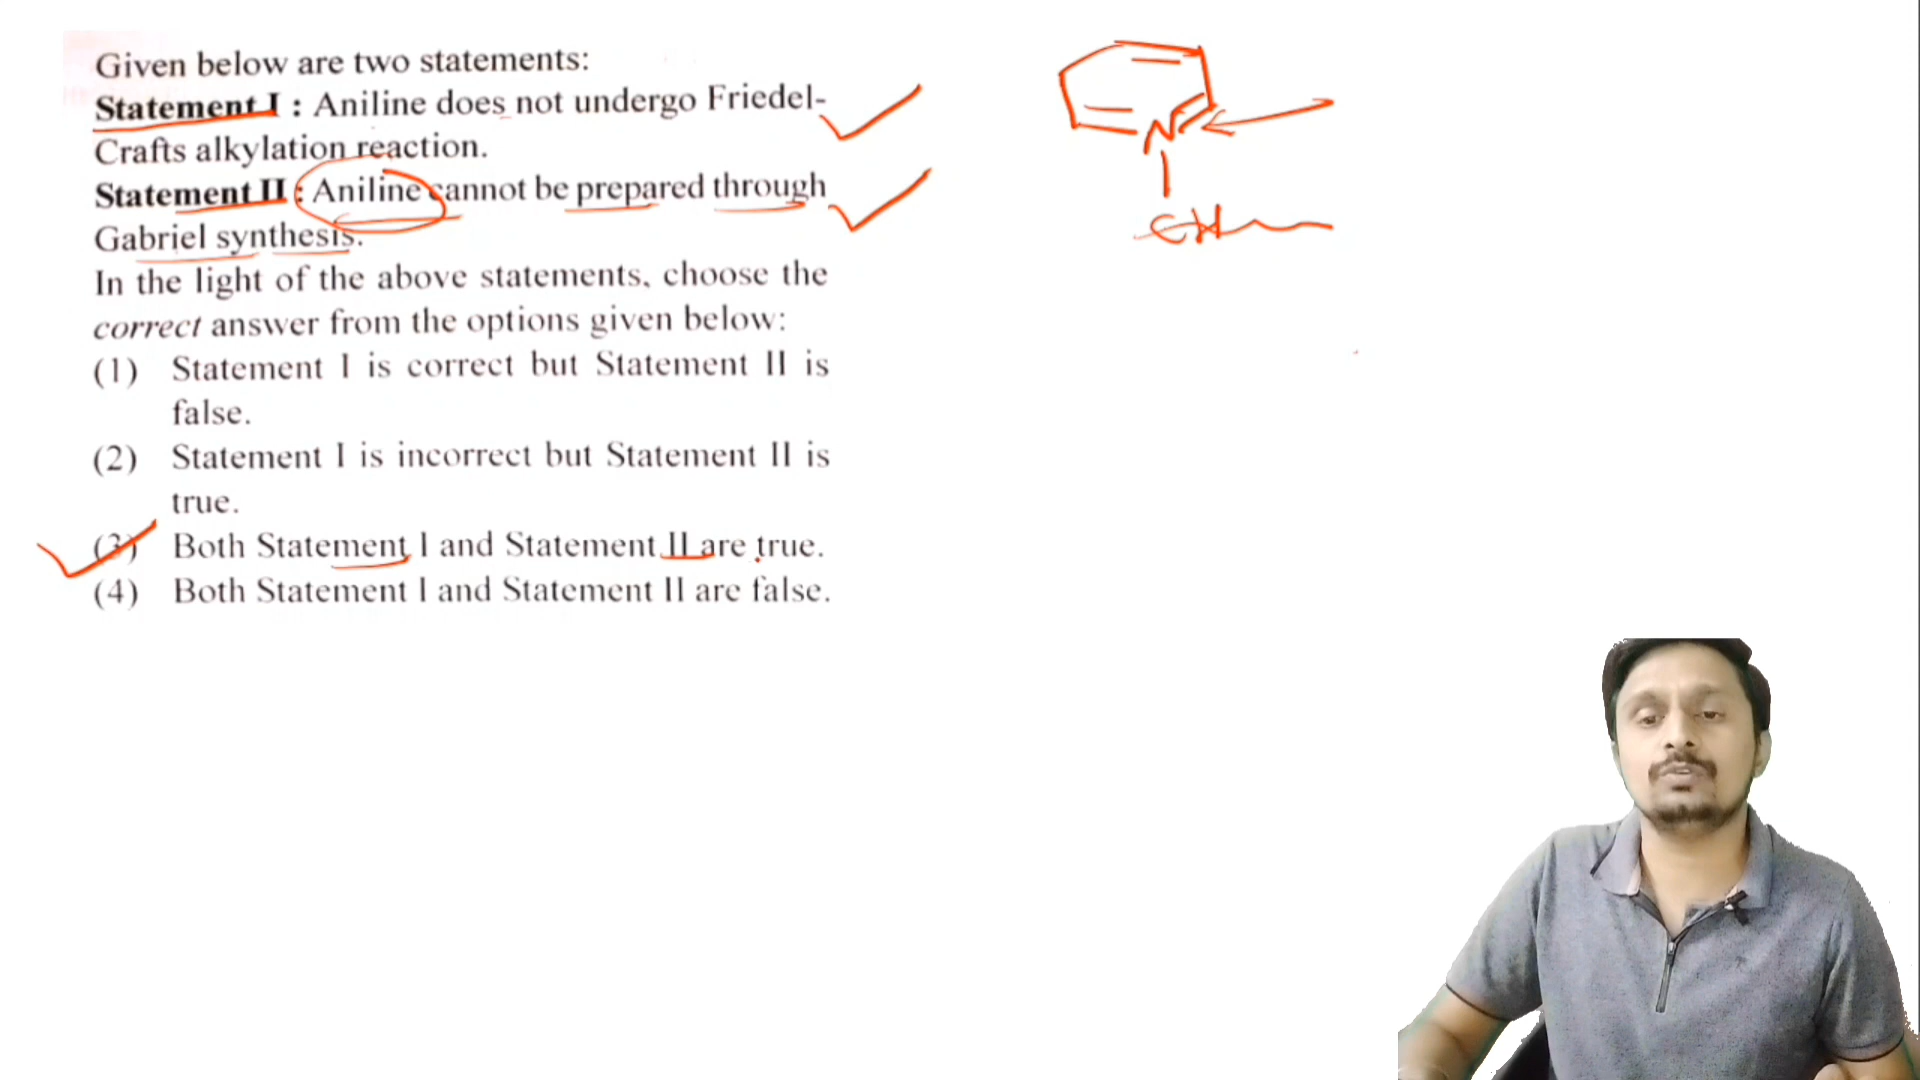 Given below are two statements:
Statement I : Aniline does not undergo Friedel-
Crafts alkylation reaction.
Statement II : Aniline cannot be prepared through
Gabriel synthesis.
In the light of the above statements, choose the
correct answer from the options given below:
(1) Statement I is correct but Statement II is
false.
(2) Statement I is incorrect but Statement II is
true.
(3) Both Statement I and Statement II are true.
(4) Both Statement I and Statement II are false.
N